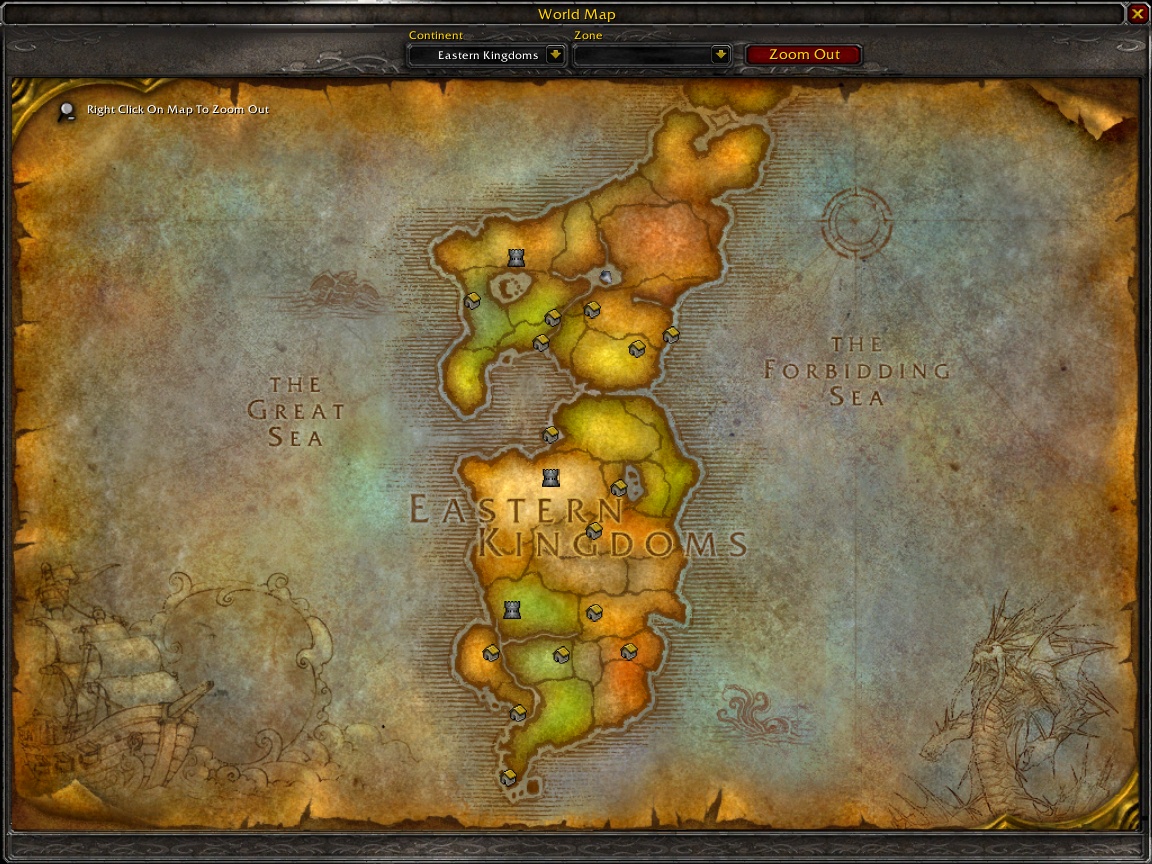 World Map
Continent
Zone
Eastern Kingdoms
Zoom Out
Right Click On Map To Zoom Out
THE
GREAT
SEA
THE
FORBIDDING
SEA
EASTERN
KINGDOMS